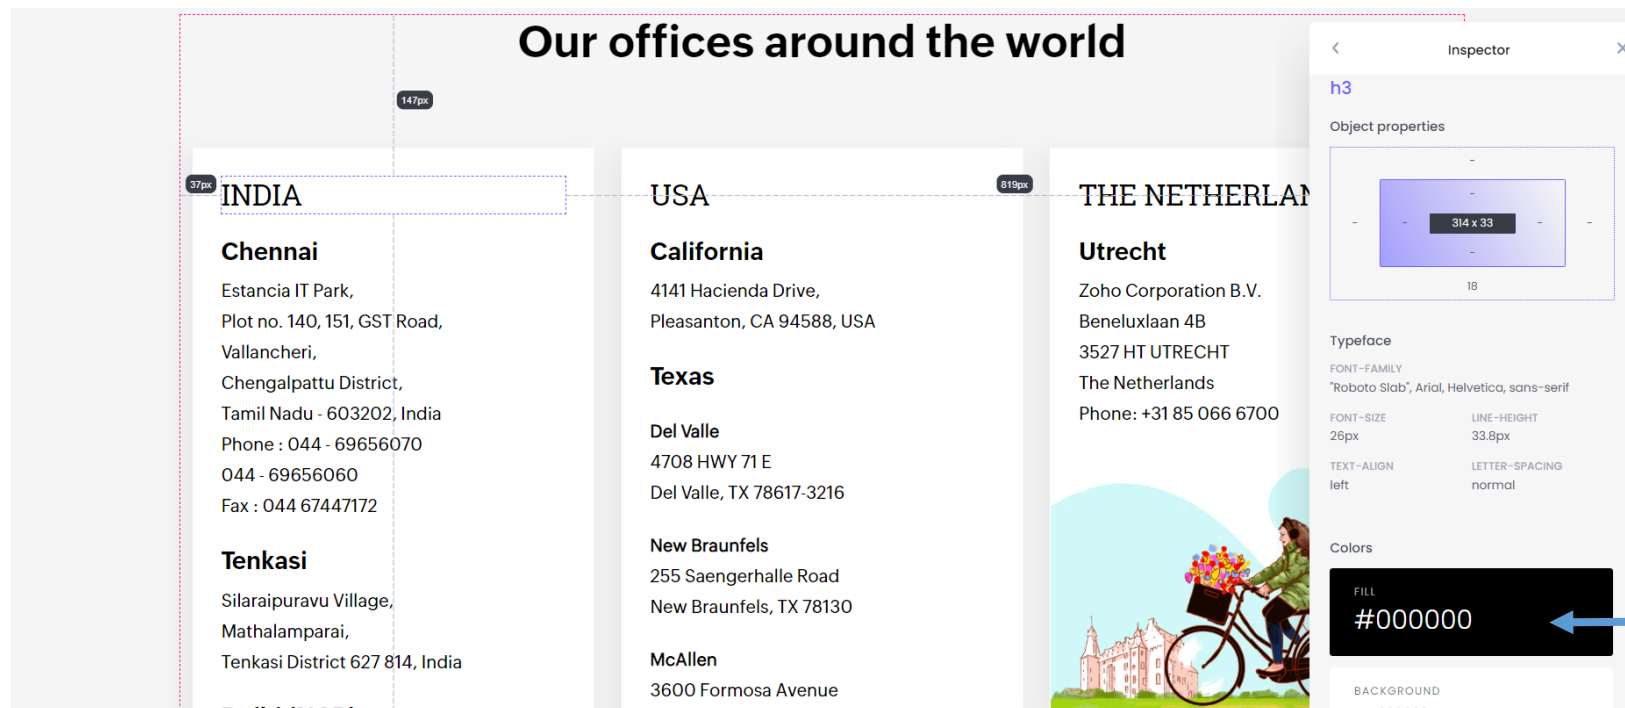 Our offices around the world
147px
37px
INDIA
Chennai
Estancia IT Park,
Plot no. 140, 151, GST Road,
Vallancheri,
Chengalpattu District,
Tamil Nadu - 603202, India
Phone : 044 - 69656070
044 - 69656060
Fax : 044 67447172
Tenkasi
Silaraipuravu Village,
Mathalamparai,
Tenkasi District 627 814, India
USA
819px
California
4141 Hacienda Drive,
Pleasanton, CA 94588, USA
Texas
Del Valle
4708 HWY 71 E
Del Valle, TX 78617-3216
New Braunfels
255 Saengerhalle Road
New Braunfels, TX 78130
McAllen
3600 Formosa Avenue
THE NETHERLAN
Utrecht
Zoho Corporation B.V.
Beneluxlaan 4B
3527 HT UTRECHT
The Netherlands
Phone: +31 85 066 6700
Inspector
h3
Object properties
314 x 33
18
Typeface
FONT-FAMILY
"Roboto Slab", Arial, Helvetica, sans-serif
FONT-SIZE LINE-HEIGHT
26px 33.8px
TEXT-ALIGN LETTER-SPACING
left normal
Colors
FILL
#000000
BACKGROUND